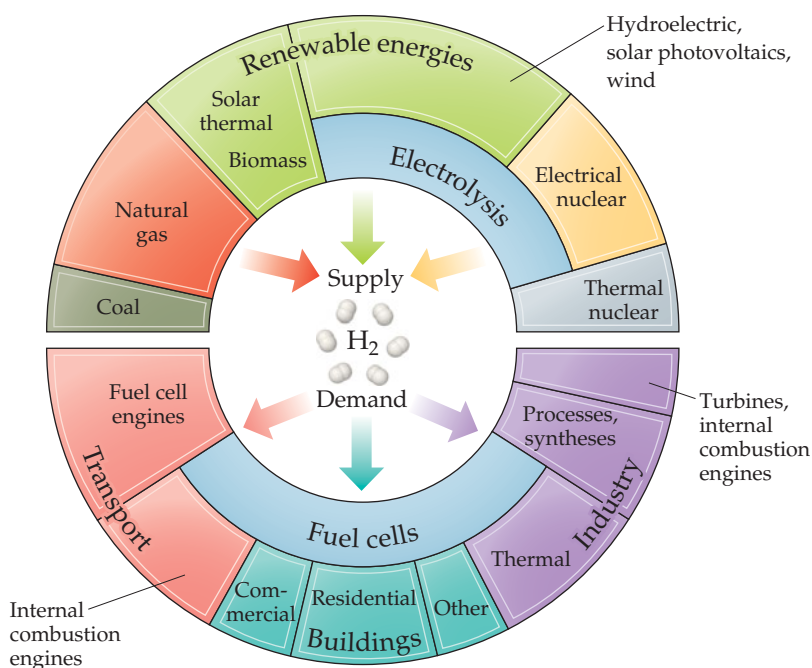 Hydroelectric,
solar photovoltaics,
wind
Renewable energies
Solar
thermal
Biomass
Electrolysis
Electrical
nuclear
Natural
gas
Coal
Thermal
nuclear
Supply
H₂
Demand
Fuel cell
engines
Transport
Internal
combustion
engines
Fuel cells
Com-
mercial
Residential
Other
Buildings
Processes,
syntheses
Thermal
Industry
Turbines,
internal
combustion
engines